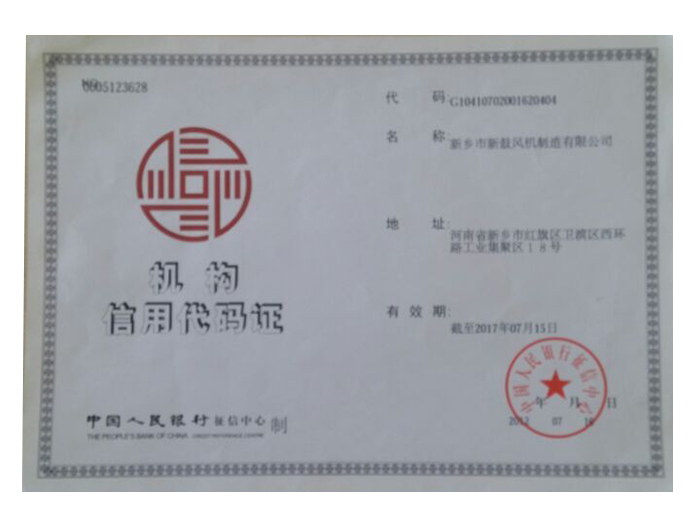 0005123628
代 码: G10410702001620404
名 称: 新乡市新鼓风机制造有限公司
地 址: 河南省新乡市红旗区卫滨区西环
路工业集聚区18号
有 效 期: 截至2017年07月15日
机 构
信用代码证
中国人民银行 征信中心 制
THE PEOPLE'S BANK OF CHINA CREDIT REFERENCE CENTER
中国人民银行征信中心
年 月 日
2012 07 16